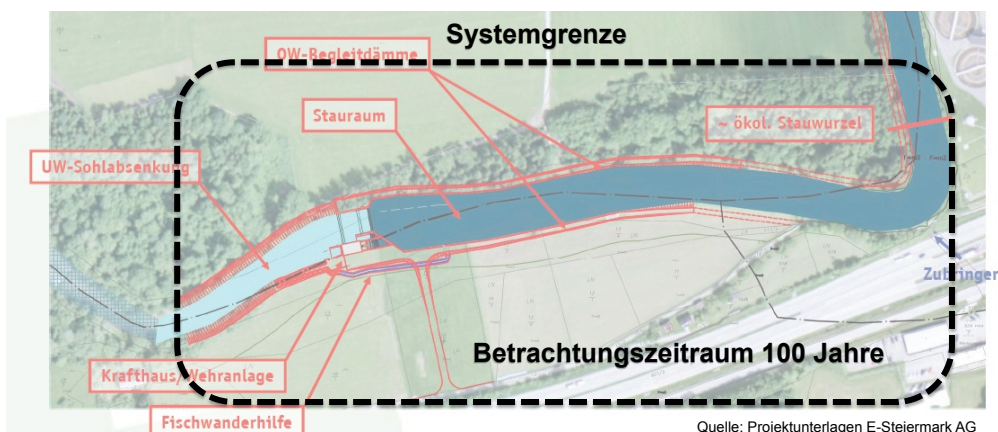 Systemgrenze
OW-Begleitdämme
Stauraum
~ ökol. Stauwurzel
UW-Sohlabsenkung
Zubringer
Betrachtungszeitraum 100 Jahre
Krafthaus/Wehranlage
Fischwanderhilfe
Quelle: Projektunterlagen E-Steiermark AG